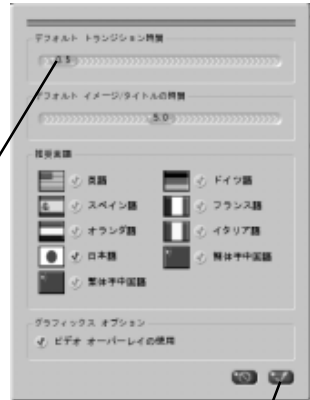 デフォルト トランジション時間
0.5
デフォルト イメージ/タイトルの時間
5.0
推奨言語
英語
ドイツ語
スペイン語
フランス語
オランダ語
イタリア語
日本語
簡体字中国語
繁体字中国語
グラフィックス オプション
ビデオ オーバーレイの使用